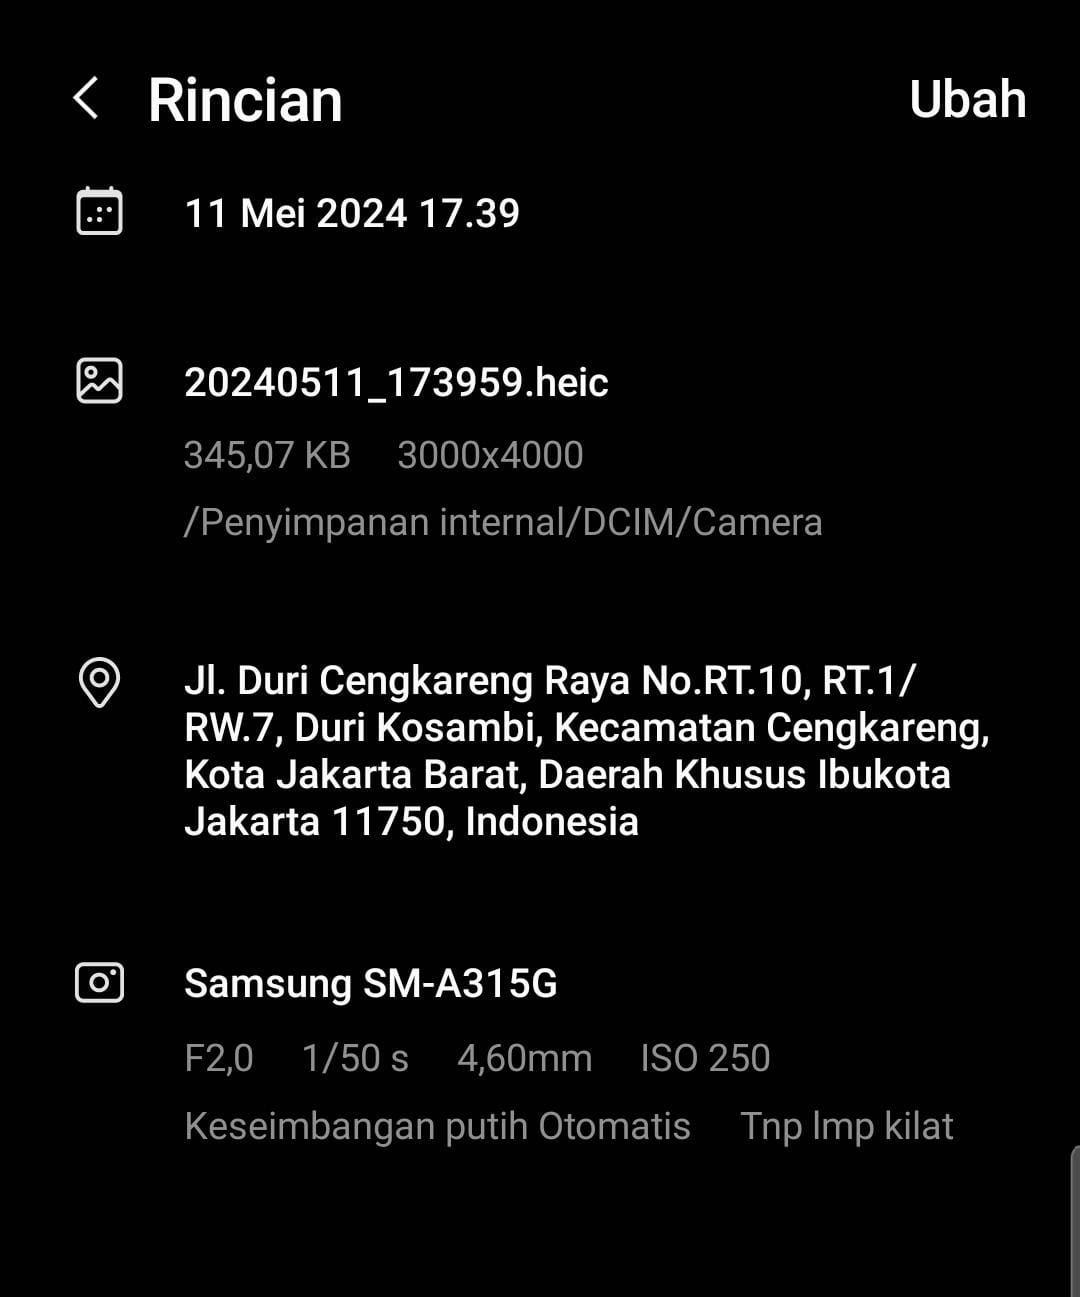 Rincian
Ubah
11 Mei 2024 17.39
20240511_173959.heic
345,07 KB 3000x4000
/Penyimpanan internal/DCIM/Camera
Jl. Duri Cengkareng Raya No.RT.10, RT.1/
RW.7, Duri Kosambi, Kecamatan Cengkareng,
Kota Jakarta Barat, Daerah Khusus Ibukota
Jakarta 11750, Indonesia
Samsung SM-A315G
F2,0 1/50 s 4,60mm ISO 250
Keseimbangan putih Otomatis Tnp lmp kilat